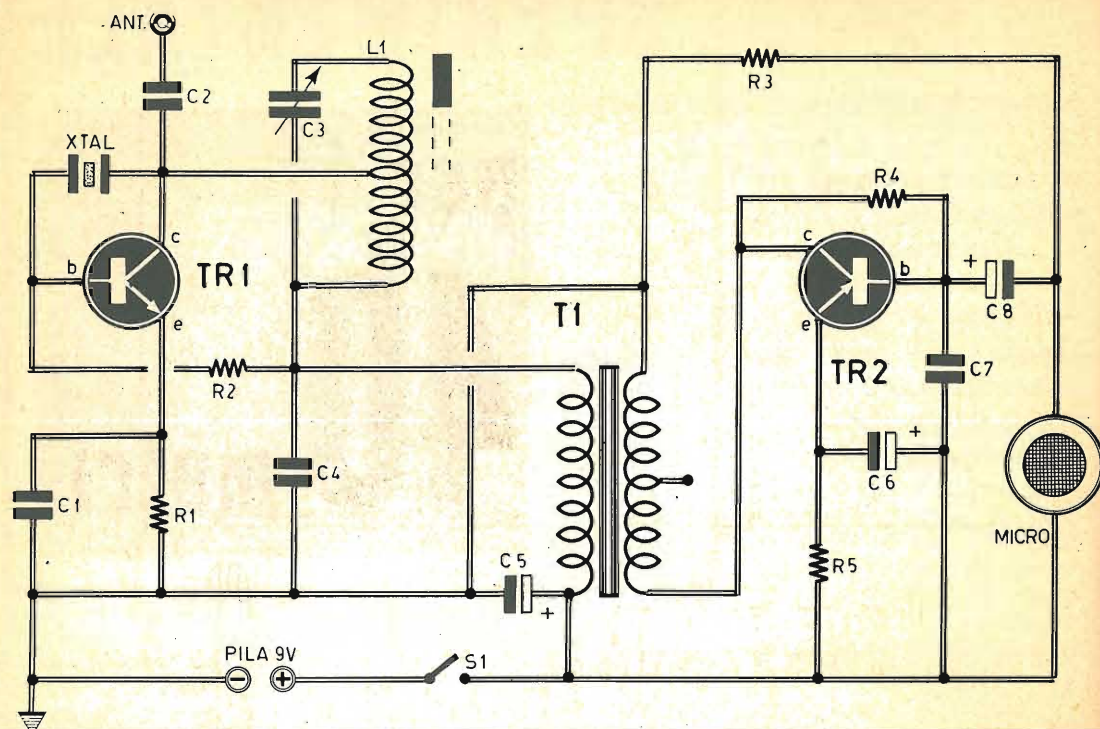 ANT.
C2
L1
C3
XTAL
c
b
TR1
e
R2
C4
C1
R1
T1
C5
+
PILA 9V
−
+
S1
R3
R4
c
b
e
TR2
+
C8
C7
C6
+
R5
MICRO